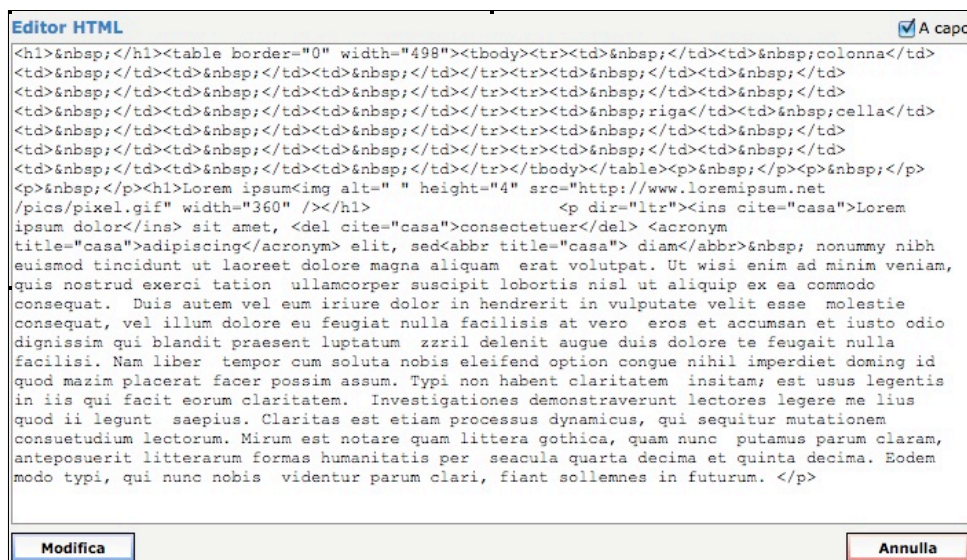 Editor HTML
A capo
<h1>&nbsp;</h1><table border="0" width="498"><tbody><tr><td>&nbsp;</td><td>&nbsp;colonna</td>
<td>&nbsp;</td><td>&nbsp;</td><td>&nbsp;</td></tr><tr><td>&nbsp;</td><td>&nbsp;</td>
<td>&nbsp;</td><td>&nbsp;</td><td>&nbsp;</td></tr><tr><td>&nbsp;</td><td>&nbsp;</td>
<td>&nbsp;</td><td>&nbsp;</td><td>&nbsp;</td></tr><tr><td>&nbsp;riga</td><td>&nbsp;cella</td>
<td>&nbsp;</td><td>&nbsp;</td><td>&nbsp;</td></tr><tr><td>&nbsp;</td><td>&nbsp;</td>
<td>&nbsp;</td><td>&nbsp;</td><td>&nbsp;</td></tr><tr><td>&nbsp;</td><td>&nbsp;</td>
<td>&nbsp;</td><td>&nbsp;</td><td>&nbsp;</td></tr></tbody></table><p>&nbsp;</p><p>&nbsp;</p>
<p>&nbsp;</p><h1>Lorem ipsum<img alt=" " height="4" src="http://www.loremipsum.net
/pics/pixel.gif" width="360" /></h1> <p dir="ltr"><ins cite="casa">Lorem
ipsum dolor</ins> sit amet, <del cite="casa">consectetuer</del> <acronym
title="casa">adipiscing</acronym> elit, sed<abbr title="casa"> diam</abbr>&nbsp; nonummy nibh
euismod tincidunt ut laoreet dolore magna aliquam erat volutpat. Ut wisi enim ad minim veniam,
quis nostrud exerci tation ullamcorper suscipit lobortis nisl ut aliquip ex ea commodo
consequat. Duis autem vel eum iriure dolor in hendrerit in vulputate velit esse molestie
consequat, vel illum dolore eu feugiat nulla facilisis at vero eros et accumsan et iusto odio
dignissim qui blandit praesent luptatum zzril delenit augue duis dolore te feugait nulla
facilisi. Nam liber tempor cum soluta nobis eleifend option congue nihil imperdiet doming id
quod mazim placerat facer possim assum. Typi non habent claritatem insitam; est usus legentis
in iis qui facit eorum claritatem. Investigationes demonstraverunt lectores legere me lius
quod ii legunt saepius. Claritas est etiam processus dynamicus, qui sequitur mutationem
consuetudium lectorum. Mirum est notare quam littera gothica, quam nunc putamus parum claram,
anteposuerit litterarum formas humanitatis per seacula quarta decima et quinta decima. Eodem
modo typi, qui nunc nobis videntur parum clari, fiant sollemnes in futurum. </p>
Modifica
Annulla